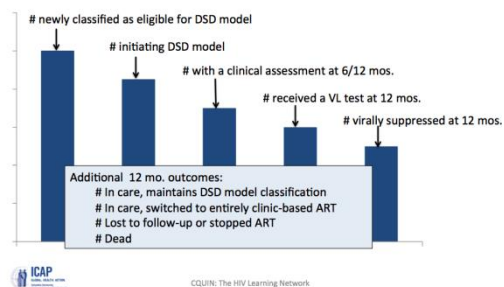 # newly classified as eligible for DSD model
# initiating DSD model
# with a clinical assessment at 6/12 mos.
# received a VL test at 12 mos.
# virally suppressed at 12 mos.
Additional 12 mo. outcomes:
# In care, maintains DSD model classification
# In care, switched to entirely clinic-based ART
# Lost to follow-up or stopped ART
# Dead
ICAP
CQUIN: The HIV Learning Network